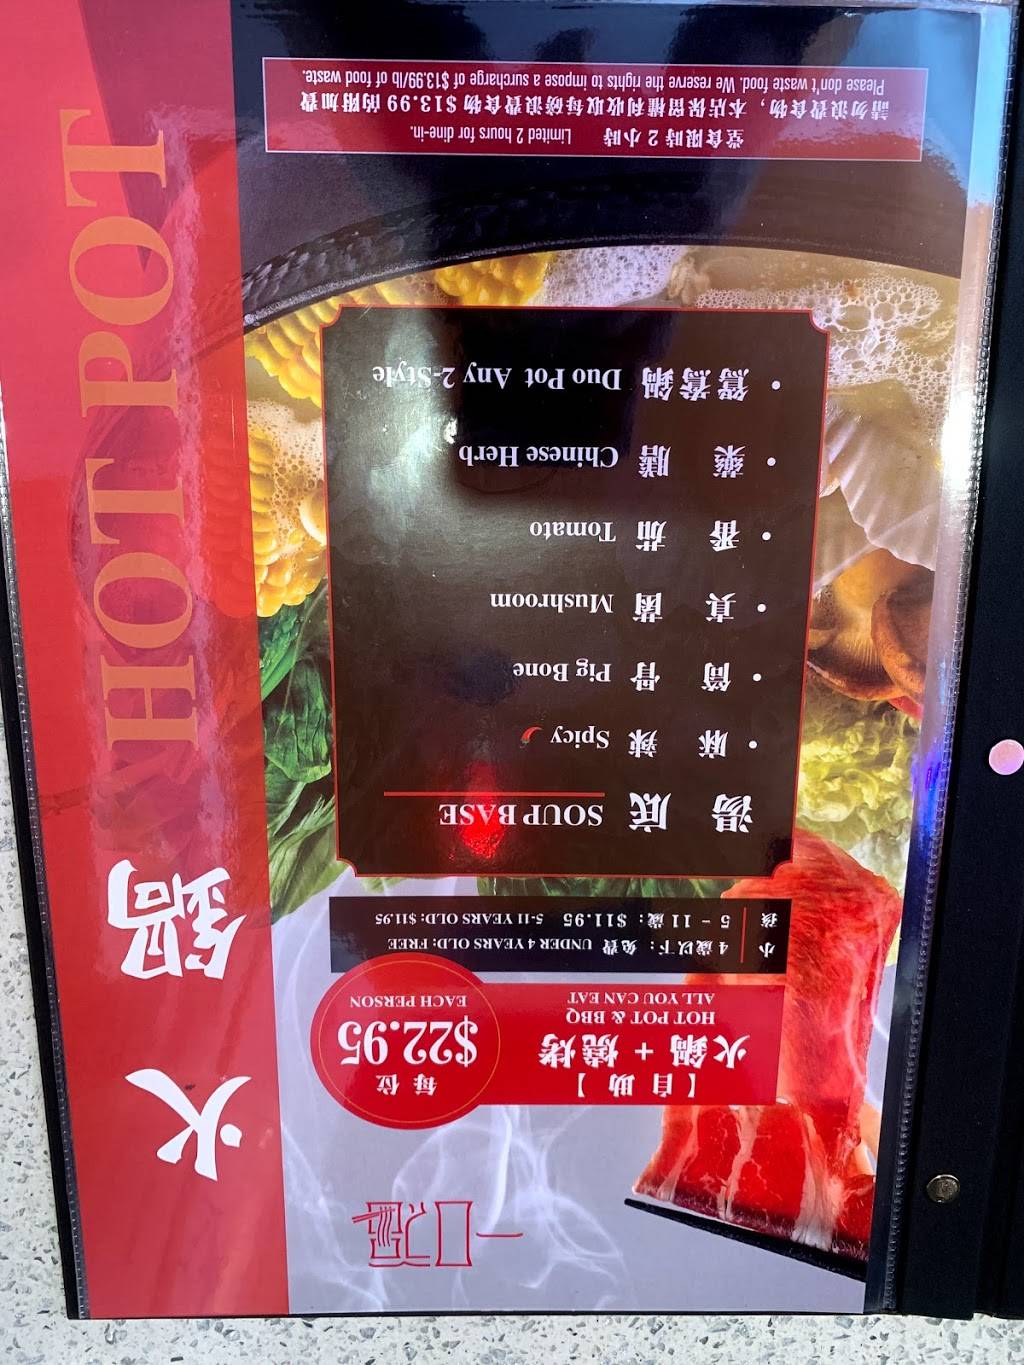 火鍋 HOT POT
【自助】
火鍋 + 燒烤
HOT POT & BBQ
ALL YOU CAN EAT
每位
$22.95
EACH PERSON
小孩
4歲以下: 免費 UNDER 4 YEARS OLD: FREE
5 - 11 歲: $11.95 5-11 YEARS OLD: $11.95
湯底 SOUP BASE
• 麻辣 Spicy
• 筒骨 Pig Bone
• 真菌 Mushroom
• 番茄 Tomato
• 藥膳 Chinese Herb
• 鴛鴦鍋 Duo Pot Any 2-Style
堂食限時 2 小時 Limited 2 hours for dine-in.
請勿浪費食物, 本店保留權利收取每磅浪費食物 $13.99 的附加費
Please don't waste food. We reserve the rights to impose a surcharge of $13.99/lb of food of waste.